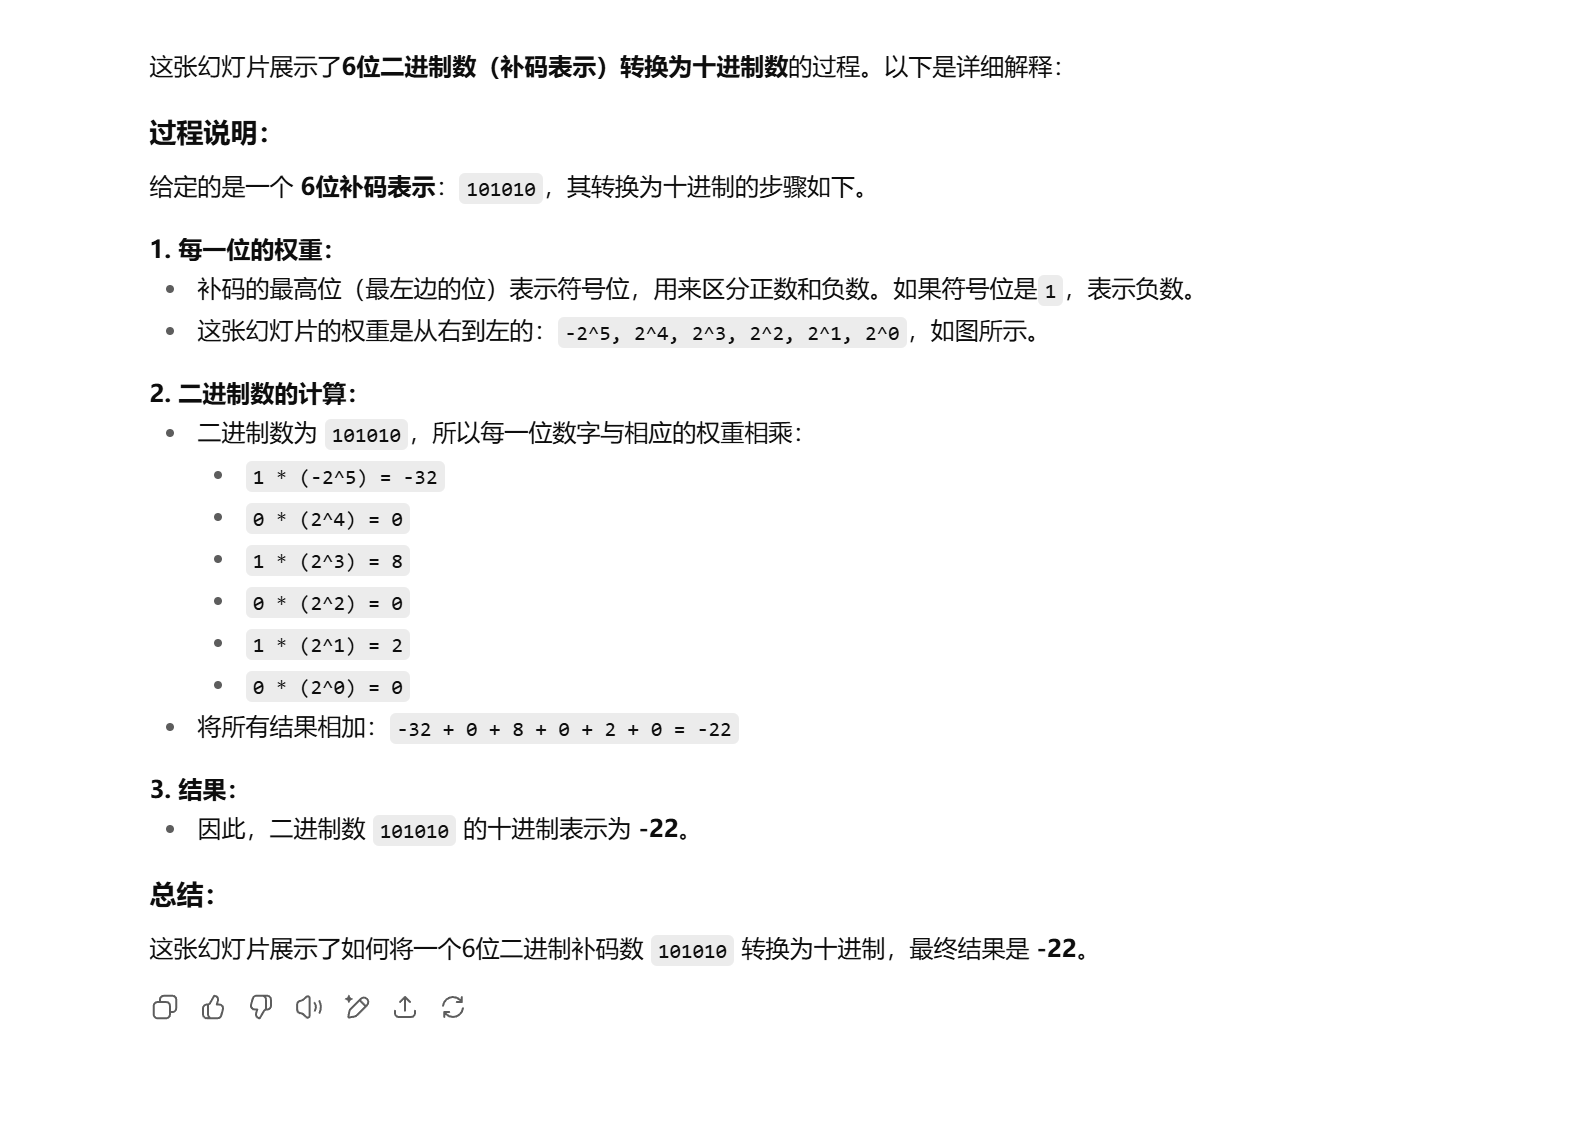 这张幻灯片展示了6位二进制数（补码表示）转换为十进制数的过程。以下是详细解释：
过程说明：
给定的是一个 6位补码表示：101010，其转换为十进制的步骤如下。
1. 每一位的权重：
补码的最高位（最左边的位）表示符号位，用来区分正数和负数。如果符号位是1，表示负数。
这张幻灯片的权重是从右到左的：-2^5, 2^4, 2^3, 2^2, 2^1, 2^0，如图所示。
2. 二进制数的计算：
二进制数为 101010，所以每一位数字与相应的权重相乘：
1 * (-2^5) = -32
0 * (2^4) = 0
1 * (2^3) = 8
0 * (2^2) = 0
1 * (2^1) = 2
0 * (2^0) = 0
将所有结果相加：-32 + 0 + 8 + 0 + 2 + 0 = -22
3. 结果：
因此，二进制数 101010 的十进制表示为 -22。
总结：
这张幻灯片展示了如何将一个6位二进制补码数 101010 转换为十进制，最终结果是 -22。